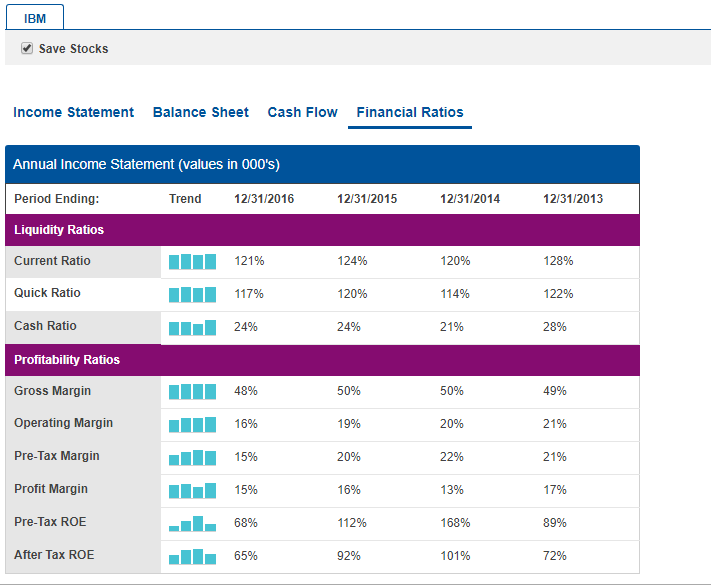 IBM
Save Stocks
Income Statement Balance Sheet Cash Flow Financial Ratios
Annual Income Statement (values in 000's)
Period Ending: Trend 12/31/2016 12/31/2015 12/31/2014 12/31/2013
Liquidity Ratios
Current Ratio 121% 124% 120% 128%
Quick Ratio 117% 120% 114% 122%
Cash Ratio 24% 24% 21% 28%
Profitability Ratios
Gross Margin 48% 50% 50% 49%
Operating Margin 16% 19% 20% 21%
Pre-Tax Margin 15% 20% 22% 21%
Profit Margin 15% 16% 13% 17%
Pre-Tax ROE 68% 112% 168% 89%
After Tax ROE 65% 92% 101% 72%